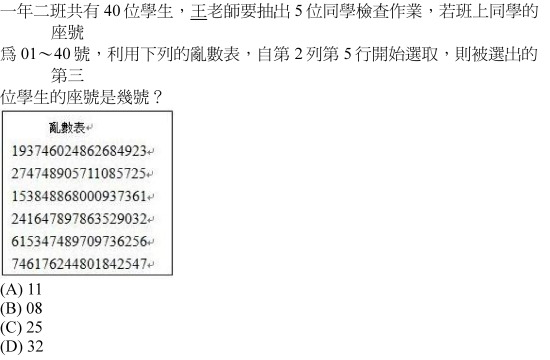 一年二班共有 40 位學生，王老師要抽出 5 位同學檢查作業，若班上同學的
座號
為 01～40 號，利用下列的亂數表，自第 2 列第 5 行開始選取，則被選出的
第三
位學生的座號是幾號？
亂數表↵
193746024862684923↵
274748905711085725↵
153848868000937361↵
241647897863529032↵
615347489709736256↵
746176244801842547↵
(A) 11
(B) 08
(C) 25
(D) 32